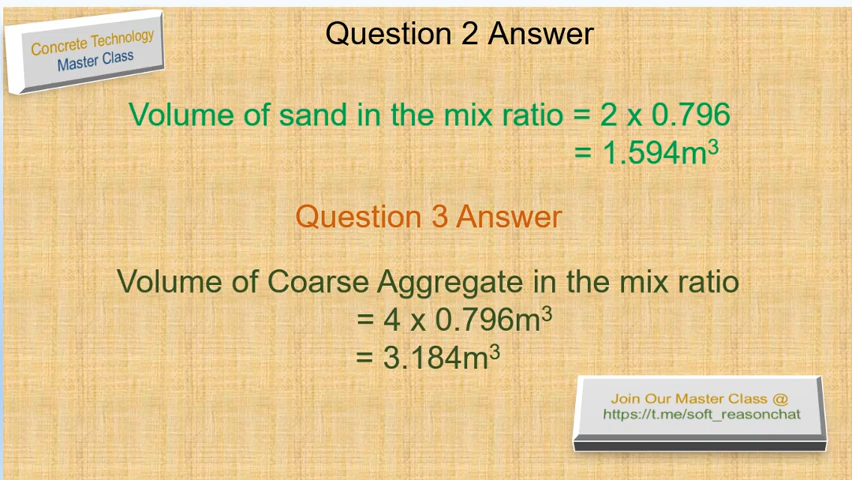 Concrete Technology
Master Class
Question 2 Answer
Volume of sand in the mix ratio = 2 x 0.796
= 1.594m³
Question 3 Answer
Volume of Coarse Aggregate in the mix ratio
= 4 x 0.796m³
= 3.184m³
Join Our Master Class @
https://t.me/soft_reasonchat